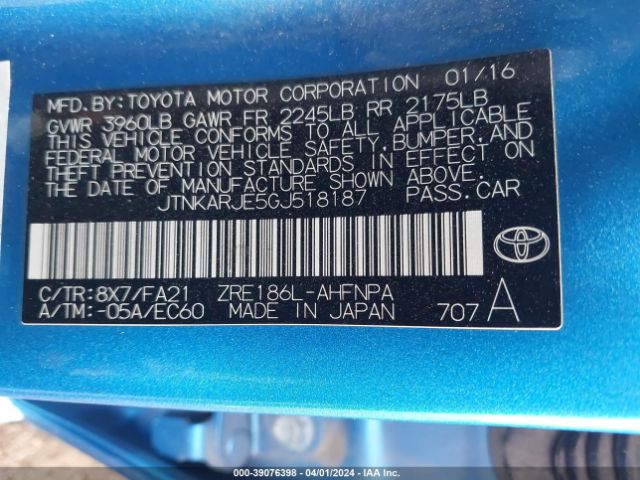 MFD.BY:TOYOTA MOTOR CORPORATION 01/16
GVWR 3960LB GAWR FR 2245LB RR 2175LB
THIS VEHICLE CONFORMS TO ALL APPLICABLE
FEDERAL MOTOR VEHICLE SAFETY,BUMPER,AND
THEFT PREVENTION STANDARDS IN EFFECT ON
THE DATE OF MANUFACTURE SHOWN ABOVE.
JTNKARJE5GJ518187 PASS.CAR
C/TR:8X7/FA21 ZRE186L-AHFNPA
A/TM:-05A/EC60 MADE IN JAPAN 707 A
000-39076398 - 04/01/2024 - IAA Inc.